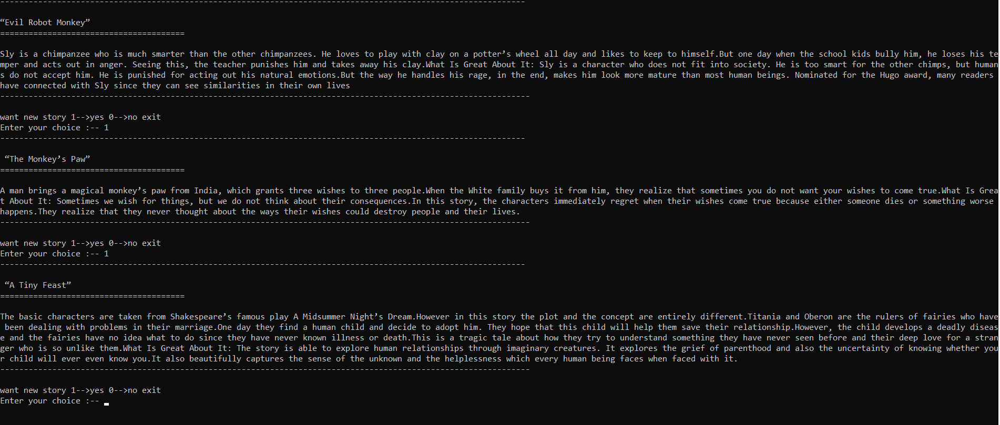 ---------------------------------------------------------------------------------------------------------------
“Evil Robot Monkey”
=======================================
Sly is a chimpanzee who is much smarter than the other chimpanzees. He loves to play with clay on a potter’s wheel all day and likes to keep to himself.But one day when the school kids bully him, he loses his te
mper and acts out in anger. Seeing this, the teacher punishes him and takes away his clay.What Is Great About It: Sly is a character who does not fit into society. He is too smart for the other chimps, but human
s do not accept him. He is punished for acting out his natural emotions.But the way he handles his rage, in the end, makes him look more mature than most human beings. Nominated for the Hugo award, many readers
have connected with Sly since they can see similarities in their own lives
----------------------------------------------------------------------------------------------------------------
want new story 1-->yes 0-->no exit
Enter your choice :-- 1
---------------------------------------------------------------------------------------------------------------
“The Monkey’s Paw”
=======================================
A man brings a magical monkey’s paw from India, which grants three wishes to three people.When the White family buys it from him, they realize that sometimes you do not want your wishes to come true.What Is Grea
t About It: Sometimes we wish for things, but we do not think about their consequences.In this story, the characters immediately regret when their wishes come true because either someone dies or something worse
happens.They realize that they never thought about the ways their wishes could destroy people and their lives.
----------------------------------------------------------------------------------------------------------------
want new story 1-->yes 0-->no exit
Enter your choice :-- 1
---------------------------------------------------------------------------------------------------------------
“A Tiny Feast”
=======================================
The basic characters are taken from Shakespeare’s famous play A Midsummer Night’s Dream.However in this story the plot and the concept are entirely different.Titania and Oberon are the rulers of fairies who have
been dealing with problems in their marriage.One day they find a human child and decide to adopt him. They hope that this child will help them save their relationship.However, the child develops a deadly diseas
e and the fairies have no idea what to do since they have never known illness or death.This is a tragic tale about how they try to understand something they have never seen before and their deep love for a stran
ger who is so unlike them.What Is Great About It: The story is able to explore human relationships through imaginary creatures. It explores the grief of parenthood and also the uncertainty of knowing whether you
r child will ever even know you.It also beautifully captures the sense of the unknown and the helplessness which every human being faces when faced with it.
----------------------------------------------------------------------------------------------------------------
want new story 1-->yes 0-->no exit
Enter your choice :--